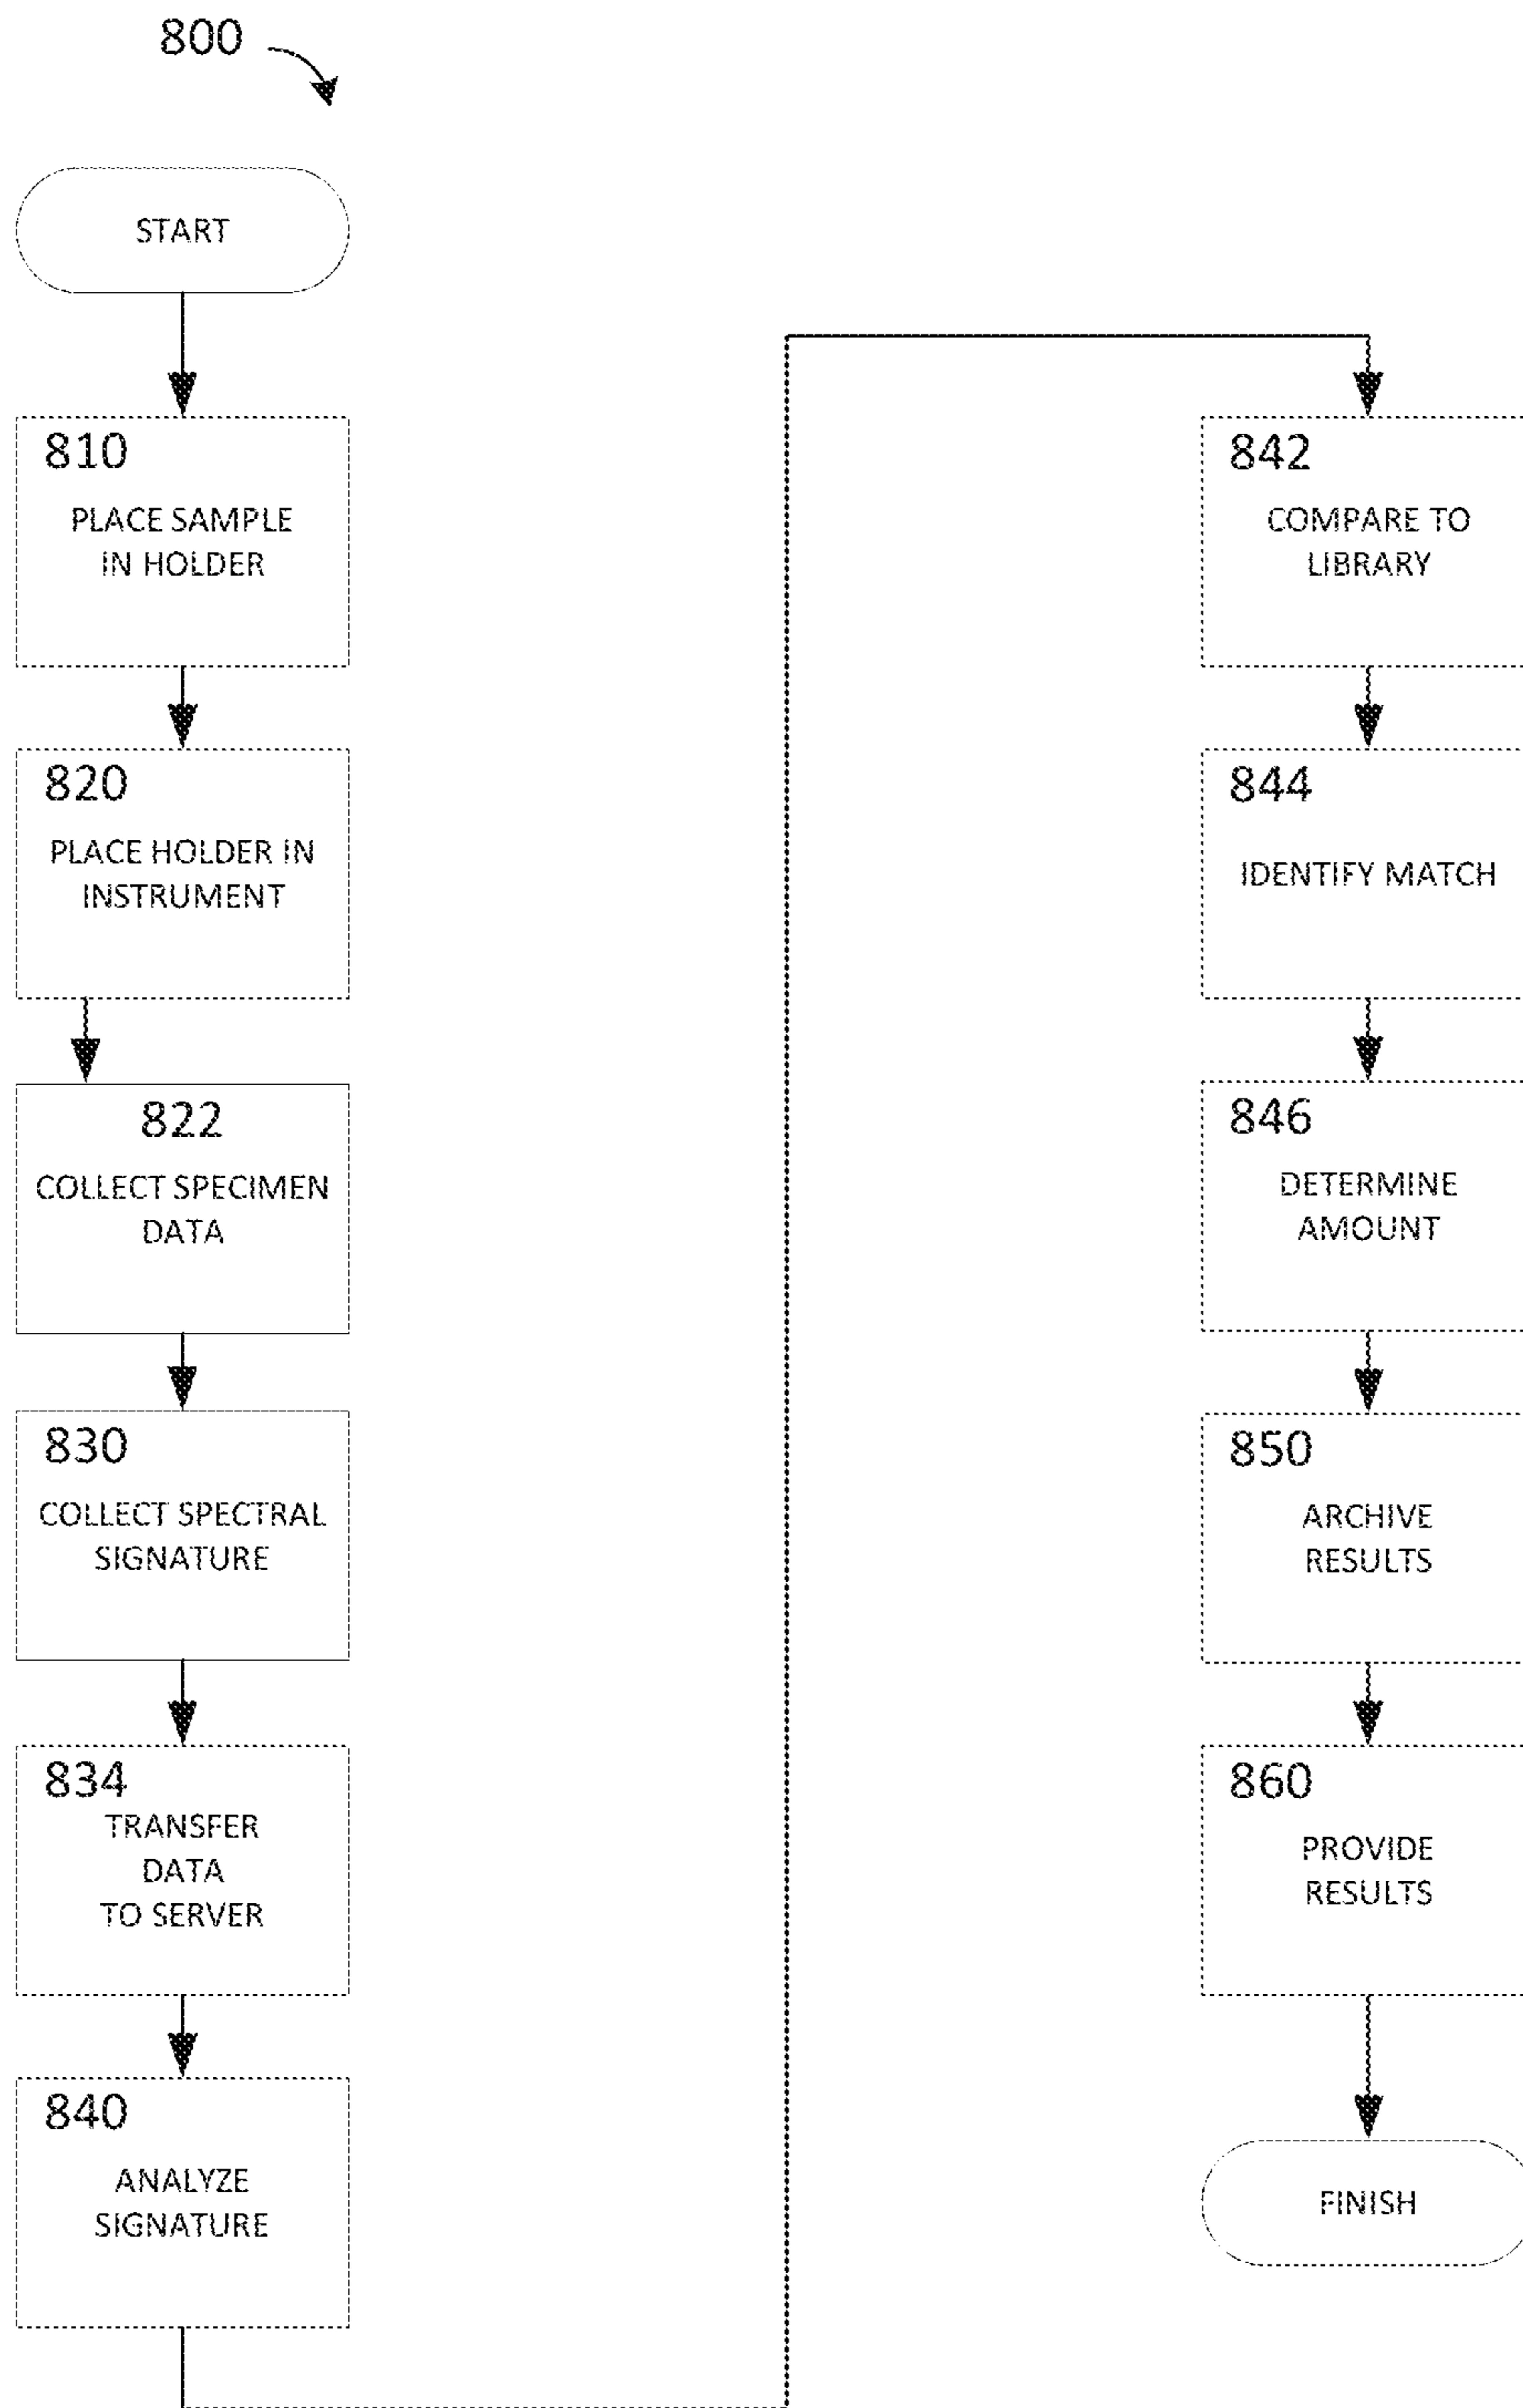 800
START
810
PLACE SAMPLE
IN HOLDER
820
PLACE HOLDER IN
INSTRUMENT
822
COLLECT SPECIMEN
DATA
830
COLLECT SPECTRAL
SIGNATURE
834
TRANSFER
DATA
TO SERVER
840
ANALYZE
SIGNATURE
842
COMPARE TO
LIBRARY
844
IDENTIFY MATCH
846
DETERMINE
AMOUNT
850
ARCHIVE
RESULTS
860
PROVIDE
RESULTS
FINISH